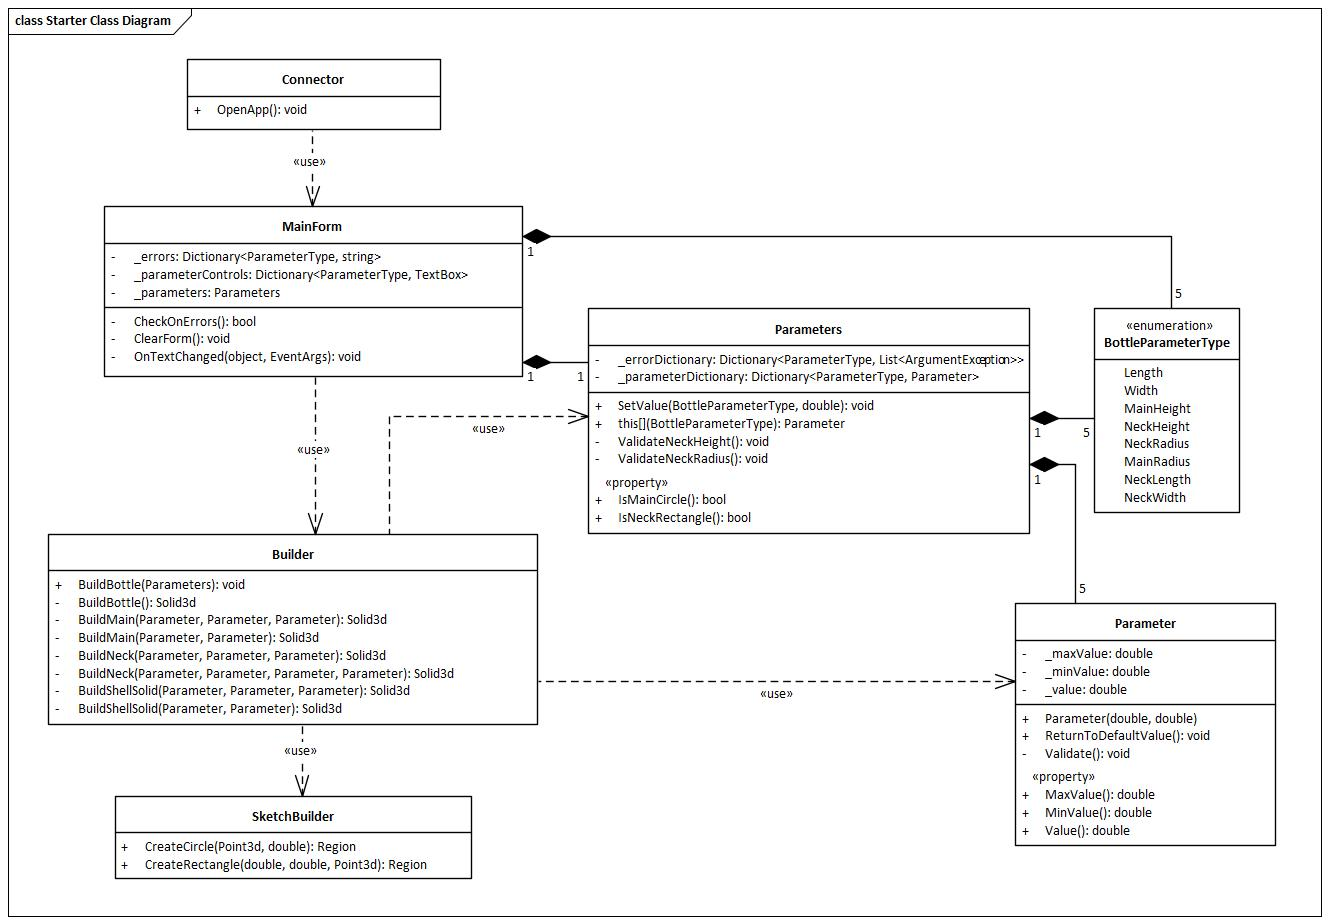 class Starter Class Diagram
Connector
+ OpenApp(): void
«use»
MainForm
- _errors: Dictionary<ParameterType, string>
- _parameterControls: Dictionary<ParameterType, TextBox>
- _parameters: Parameters
- CheckOnErrors(): bool
- ClearForm(): void
- OnTextChanged(object, EventArgs): void
1
5
1
1
«enumeration»
BottleParameterType
Length
Width
MainHeight
NeckHeight
NeckRadius
MainRadius
NeckLength
NeckWidth
Parameters
- _errorDictionary: Dictionary<ParameterType, List<ArgumentException>>
- _parameterDictionary: Dictionary<ParameterType, Parameter>
+ SetValue(BottleParameterType, double): void
+ this[](BottleParameterType): Parameter
- ValidateNeckHeight(): void
- ValidateNeckRadius(): void
«property»
+ IsMainCircle(): bool
+ IsNeckRectangle(): bool
1
5
1
5
«use»
«use»
Builder
+ BuildBottle(Parameters): void
- BuildBottle(): Solid3d
- BuildMain(Parameter, Parameter, Parameter): Solid3d
- BuildMain(Parameter, Parameter): Solid3d
- BuildNeck(Parameter, Parameter, Parameter): Solid3d
- BuildNeck(Parameter, Parameter, Parameter, Parameter): Solid3d
- BuildShellSolid(Parameter, Parameter, Parameter): Solid3d
- BuildShellSolid(Parameter, Parameter): Solid3d
«use»
Parameter
- _maxValue: double
- _minValue: double
- _value: double
+ Parameter(double, double)
+ ReturnToDefaultValue(): void
- Validate(): void
«property»
+ MaxValue(): double
+ MinValue(): double
+ Value(): double
«use»
SketchBuilder
+ CreateCircle(Point3d, double): Region
+ CreateRectangle(double, double, Point3d): Region